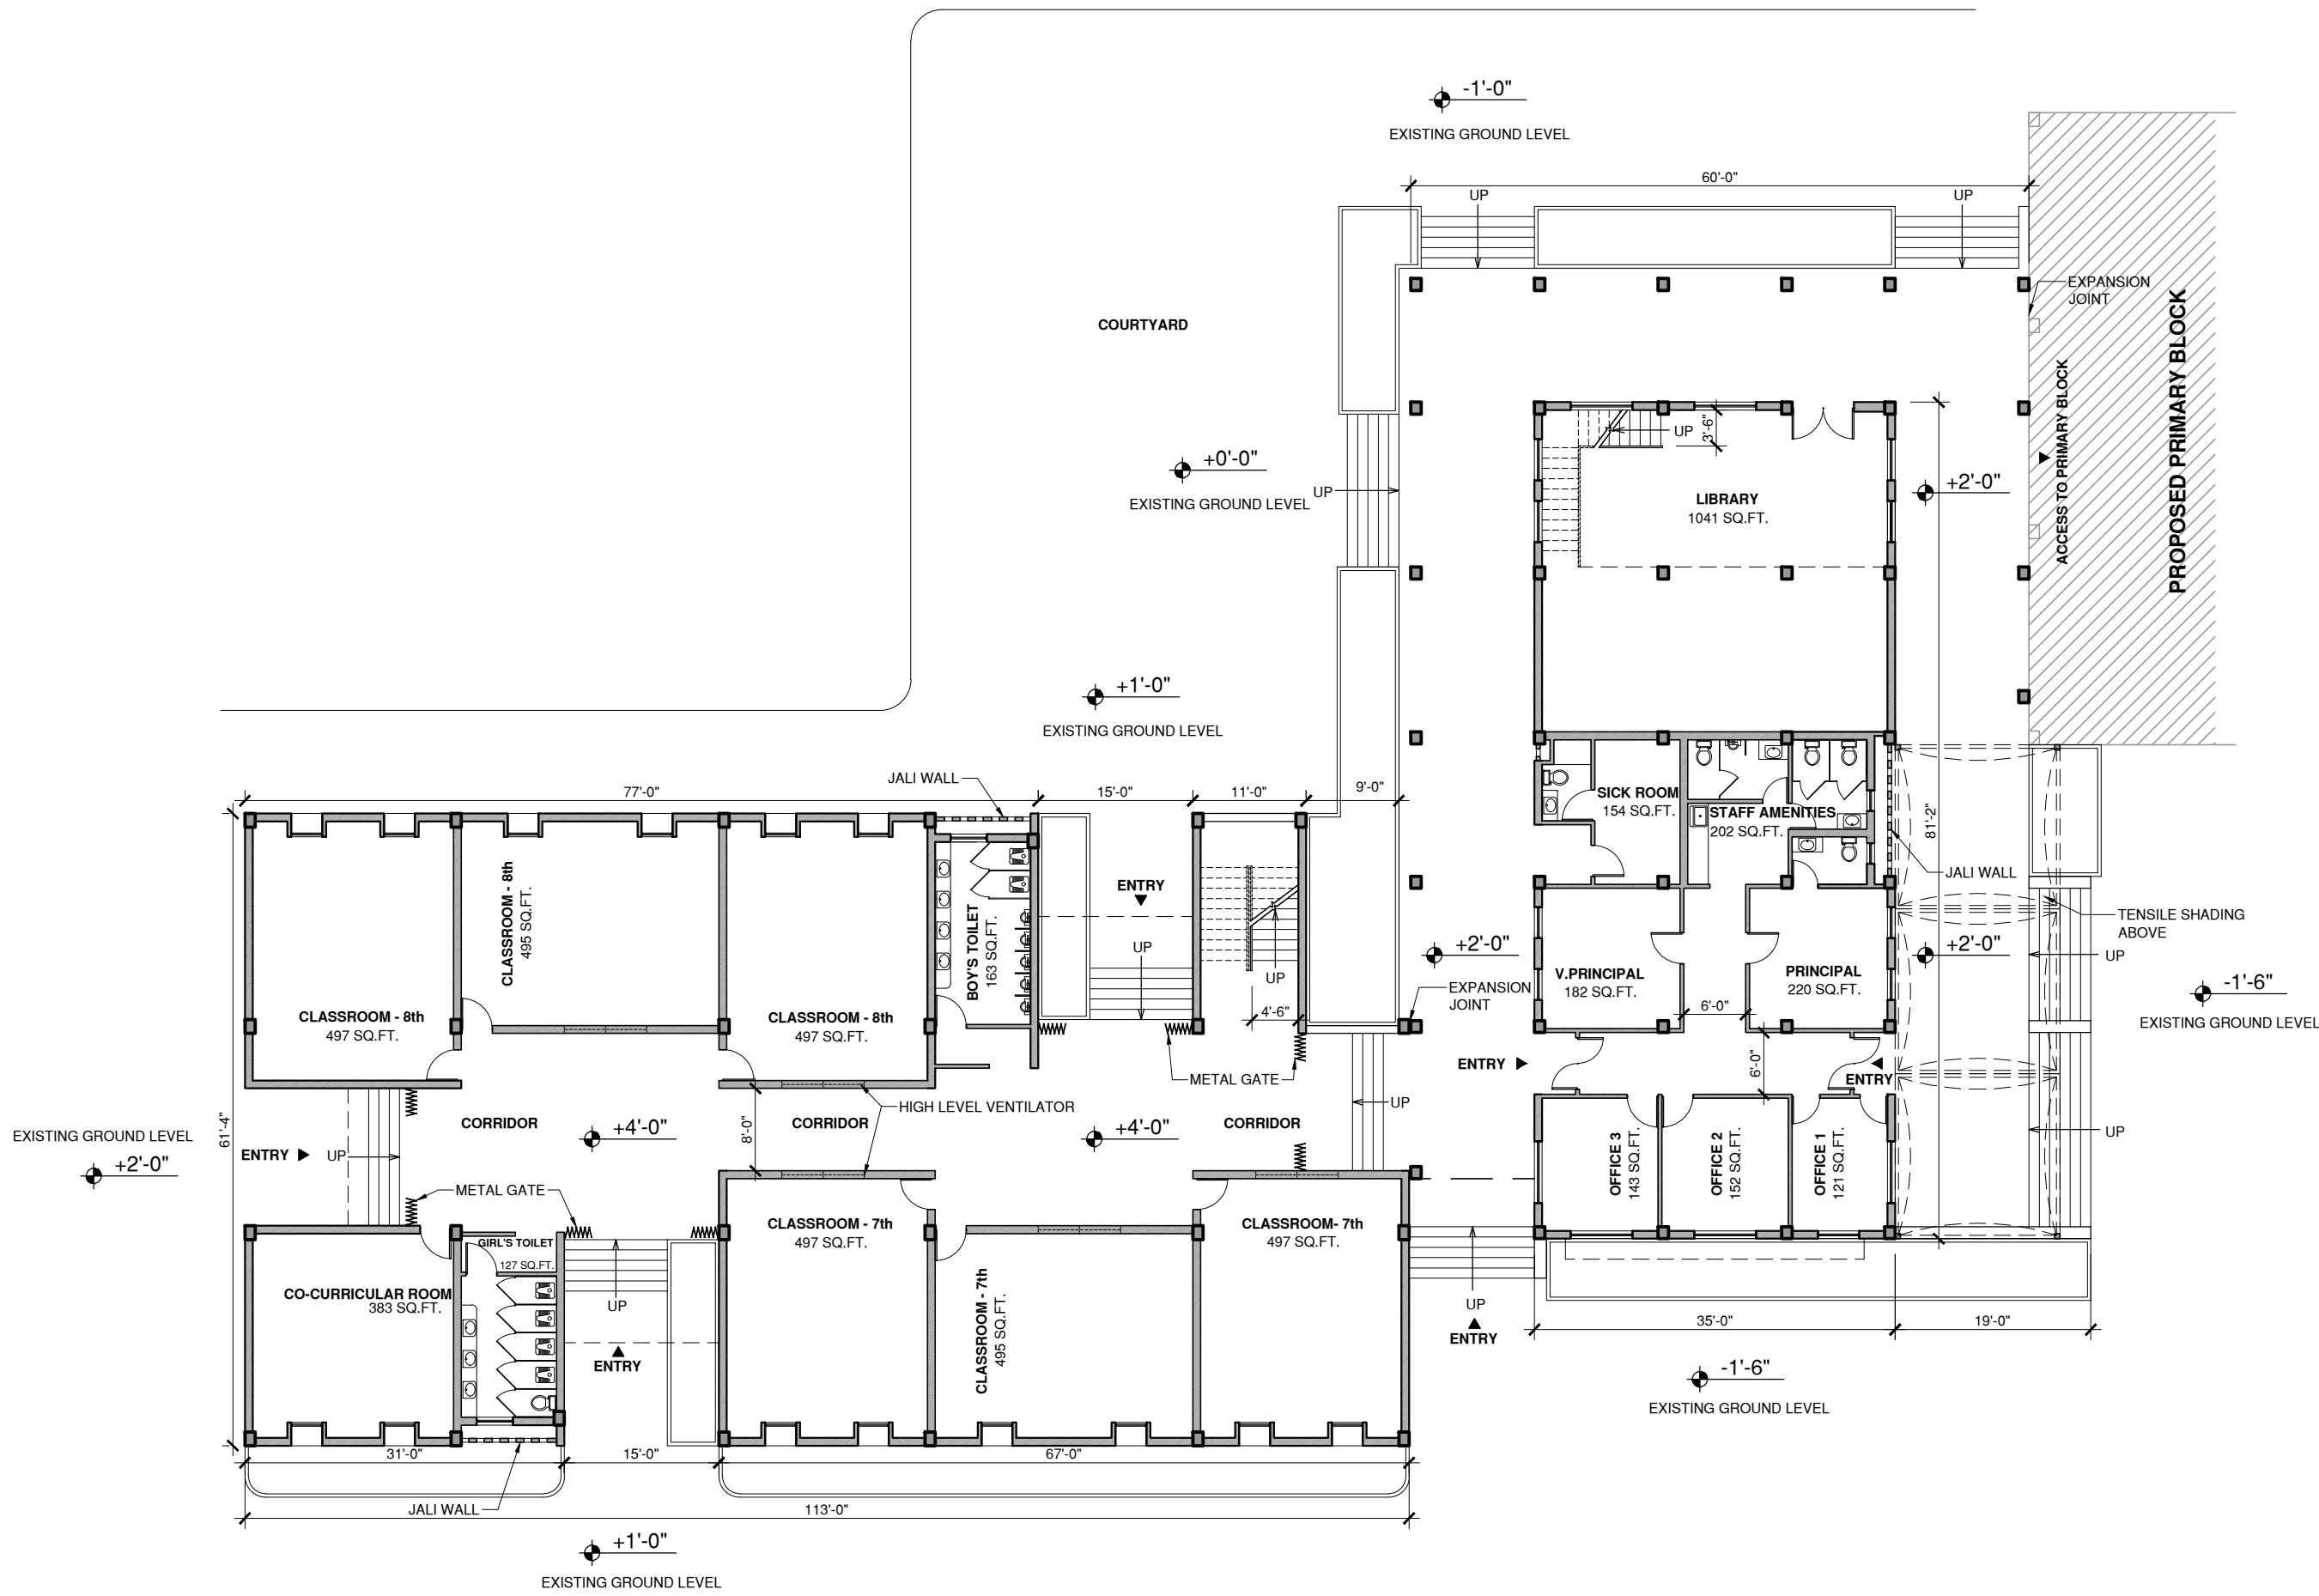 -1'-0"
EXISTING GROUND LEVEL
60'-0"
UP
UP
EXPANSION
JOINT
PROPOSED PRIMARY BLOCK
ACCESS TO PRIMARY BLOCK
COURTYARD
UP
3'-6"
+0'-0"
EXISTING GROUND LEVEL
UP
LIBRARY
1041 SQ.FT.
+2'-0"
+1'-0"
EXISTING GROUND LEVEL
JALI WALL
77'-0"
15'-0"
11'-0"
9'-0"
SICK ROOM
154 SQ.FT.
STAFF AMENITIES
202 SQ.FT.
81'-2"
JALI WALL
TENSILE SHADING
ABOVE
CLASSROOM - 8th
495 SQ.FT.
BOY'S TOILET
163 SQ.FT.
ENTRY
UP
UP
4'-6"
+2'-0"
EXPANSION
JOINT
V.PRINCIPAL
182 SQ.FT.
PRINCIPAL
220 SQ.FT.
+2'-0"
UP
-1'-6"
EXISTING GROUND LEVEL
6'-0"
CLASSROOM - 8th
497 SQ.FT.
CLASSROOM - 8th
497 SQ.FT.
METAL GATE
ENTRY
6'-0"
ENTRY
UP
HIGH LEVEL VENTILATOR
UP
61'-4"
EXISTING GROUND LEVEL
+2'-0"
ENTRY
UP
CORRIDOR
+4'-0"
8'-0"
CORRIDOR
+4'-0"
CORRIDOR
OFFICE 3
143 SQ.FT.
OFFICE 2
152 SQ.FT.
OFFICE 1
121 SQ.FT.
METAL GATE
GIRL'S TOILET
127 SQ.FT.
CLASSROOM - 7th
497 SQ.FT.
CLASSROOM- 7th
497 SQ.FT.
CO-CURRICULAR ROOM
383 SQ.FT.
UP
ENTRY
CLASSROOM - 7th
495 SQ.FT.
UP
ENTRY
35'-0"
19'-0"
-1'-6"
EXISTING GROUND LEVEL
31'-0"
15'-0"
67'-0"
JALI WALL
113'-0"
+1'-0"
EXISTING GROUND LEVEL